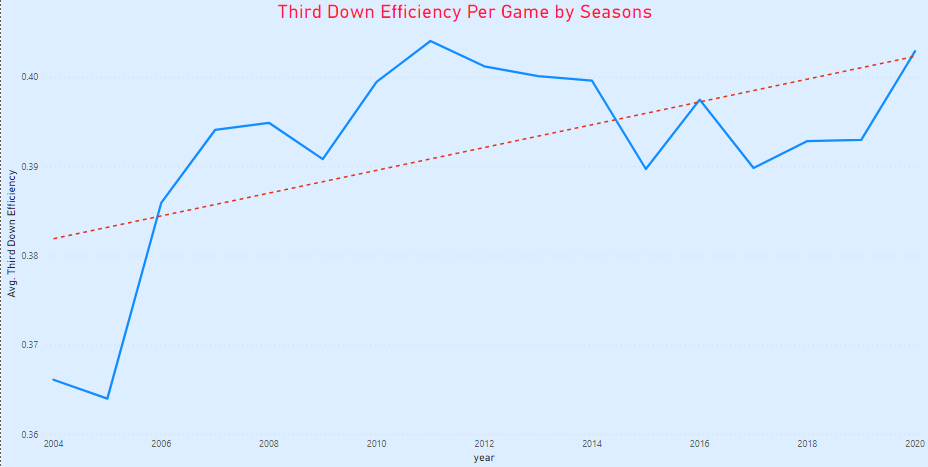 Third Down Efficiency Per Game by Seasons
Avg. Third Down Efficiency
0.40
0.39
0.38
0.37
0.36
2004 2006 2008 2010 2012 2014 2016 2018 2020
year